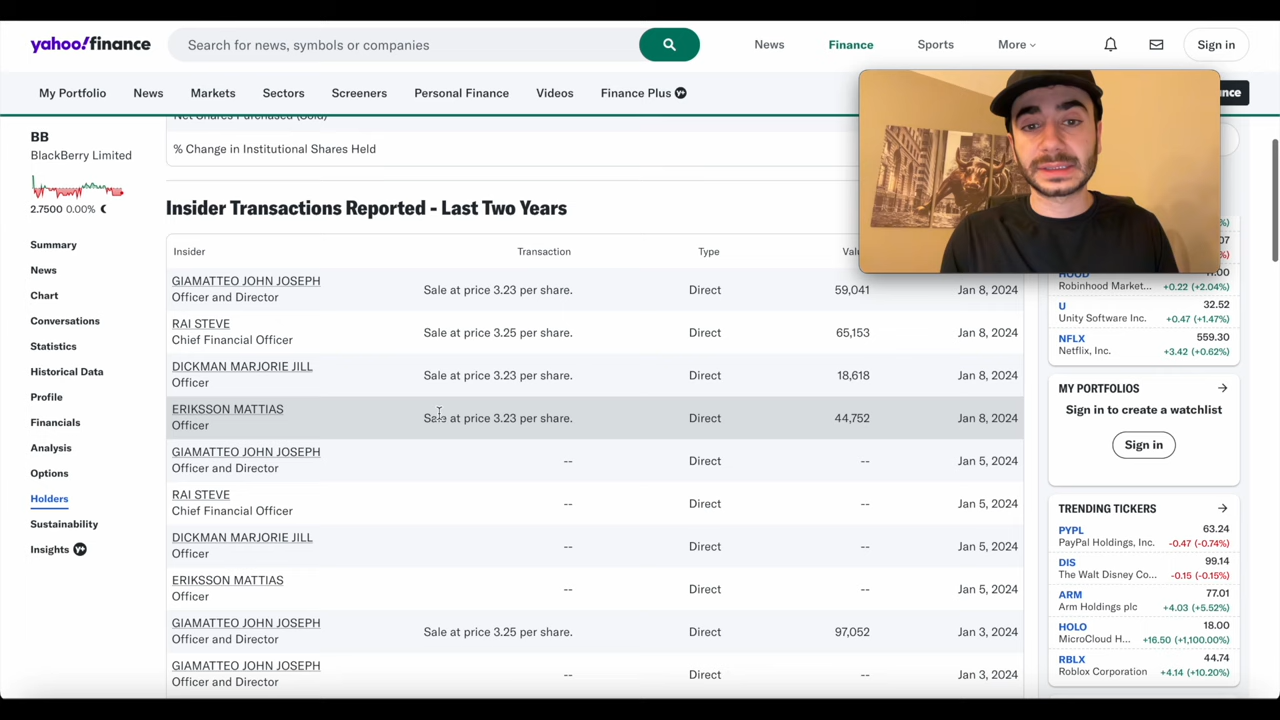 yahoo!finance
Search for news, symbols or companies
News
Finance
Sports
More
Sign in
My Portfolio
News
Markets
Sectors
Screeners
Personal Finance
Videos
Finance Plus
BB
BlackBerry Limited
2.7500 0.00%
Summary
News
Chart
Conversations
Statistics
Historical Data
Profile
Financials
Analysis
Options
Holders
Sustainability
Insights
Net Shares Purchased (Sold)
% Change in Institutional Shares Held
Insider Transactions Reported - Last Two Years
Insider Transaction Type
GIAMATTEO JOHN JOSEPH
Officer and Director
Sale at price 3.23 per share. Direct 59,041 Jan 8, 2024
RAI STEVE
Chief Financial Officer
Sale at price 3.25 per share. Direct 65,153 Jan 8, 2024
DICKMAN MARJORIE JILL
Officer
Sale at price 3.23 per share. Direct 18,618 Jan 8, 2024
ERIKSSON MATTIAS
Officer
Sale at price 3.23 per share. Direct 44,752 Jan 8, 2024
GIAMATTEO JOHN JOSEPH
Officer and Director
-- Direct -- Jan 5, 2024
RAI STEVE
Chief Financial Officer
-- Direct -- Jan 5, 2024
DICKMAN MARJORIE JILL
Officer
-- Direct -- Jan 5, 2024
ERIKSSON MATTIAS
Officer
-- Direct -- Jan 5, 2024
GIAMATTEO JOHN JOSEPH
Officer and Director
Sale at price 3.25 per share. Direct 97,052 Jan 3, 2024
GIAMATTEO JOHN JOSEPH
Officer and Director
-- Direct -- Jan 3, 2024
HOOD
Robinhood Market... +0.22 (+2.04%)
U 32.52
Unity Software Inc. +0.47 (+1.47%)
NFLX 559.30
Netflix, Inc. +3.42 (+0.62%)
MY PORTFOLIOS
Sign in to create a watchlist
Sign in
TRENDING TICKERS
PYPL 63.24
PayPal Holdings, Inc. -0.47 (-0.74%)
DIS 99.14
The Walt Disney Co... -0.15 (-0.15%)
ARM 77.01
Arm Holdings plc +4.03 (+5.52%)
HOLO 18.00
MicroCloud H... +16.50 (+1,100.00%)
RBLX 44.74
Roblox Corporation +4.14 (+10.20%)